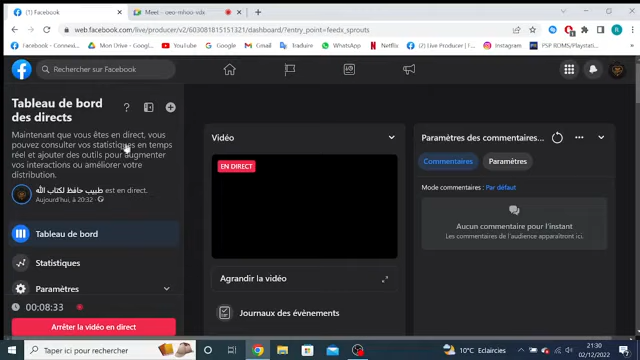 (1) Facebook
Meet - oeo-nihoo-vdx
web.facebook.com/live/producer/v2/603081815321546/dashboard/?entry_point=feedx_sprouts
Facebook – Connexi...
Mon Drive - Google...
YouTube
Gmail
Traduire
WhatsApp
Netflix
Facebook (1)
Instagram
PSP ROMS/PlayStati...
Rechercher sur Facebook
Tableau de bord
des directs
Maintenant que vous êtes en direct, vous
pouvez consulter vos statistiques en temps
réel et ajouter des outils pour augmenter
vos interactions ou améliorer votre
distribution.
طبيب حافظ لكتاب الله est en direct.
Aujourd'hui, à 20:32
Tableau de bord
Statistiques
Paramètres
00:08:33
Arrêter la vidéo en direct
Vidéo
EN DIRECT
Agrandir la vidéo
Journaux des évènements
Paramètres des commentaires...
Commentaires
Paramètres
Mode commentaires : Par défaut
Aucun commentaire pour l'instant
Les commentaires de l'audience apparaîtront ici.
Taper ici pour rechercher
10°C Eclaircies
21:30
02/12/2022